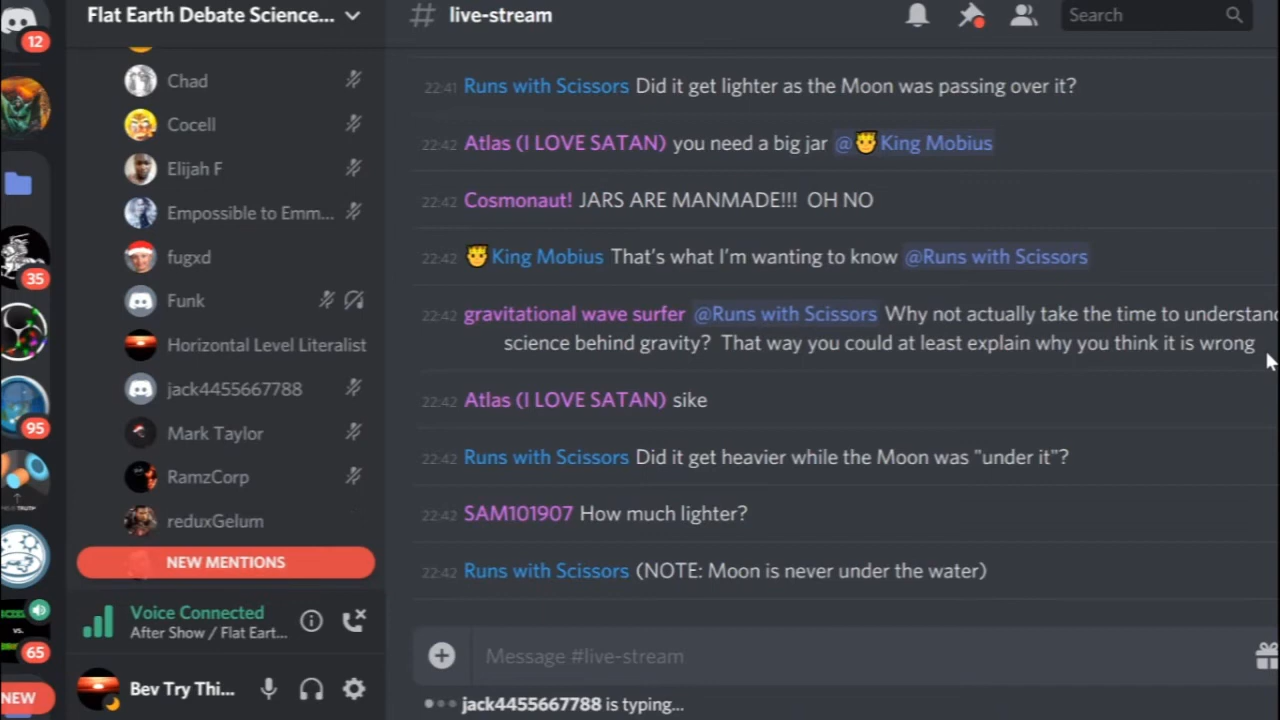 Flat Earth Debate Science...
# live-stream
Search
12
35
95
65
NEW
Chad
Cocell
Elijah F
Empossible to Emm...
fugxd
Funk
Horizontal Level Literalist
jack4455667788
Mark Taylor
RamzCorp
reduxGelum
NEW MENTIONS
Voice Connected
After Show / Flat Eart...
Bev Try Thi...
22:41 Runs with Scissors Did it get lighter as the Moon was passing over it?
22:42 Atlas (I LOVE SATAN) you need a big jar @King Mobius
22:42 Cosmonaut! JARS ARE MANMADE!!! OH NO
22:42 King Mobius That's what I'm wanting to know @Runs with Scissors
22:42 gravitational wave surfer @Runs with Scissors Why not actually take the time to understand
science behind gravity? That way you could at least explain why you think it is wrong
22:42 Atlas (I LOVE SATAN) sike
22:42 Runs with Scissors Did it get heavier while the Moon was "under it"?
22:42 SAM101907 How much lighter?
22:42 Runs with Scissors (NOTE: Moon is never under the water)
Message #live-stream
jack4455667788 is typing...